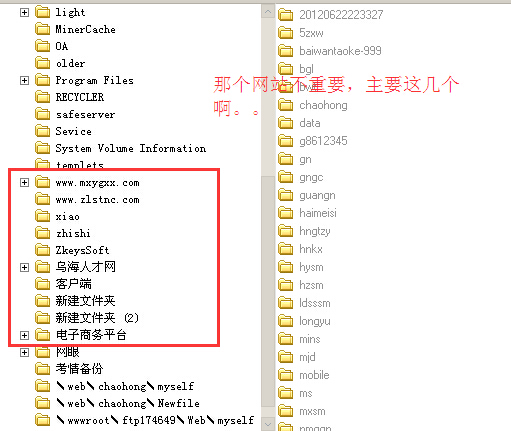 light
MinerCache
OA
older
Program Files
RECYCLER
safeserver
Sevice
System Volume Information
templets
www.mxygxx.com
www.zlstnc.com
xiao
zhishi
ZkeysSoft
乌海人才网
客户端
新建文件夹
新建文件夹 (2)
电子商务平台
网眼
考情备份
\web\chaohong\myself
\web\chaohong\Newfile
\wwwroot\ftp174649\Web\myself
20120622223327
5zxw
baiwantaoke-999
bgl
那个网站不重要，主要这几个
啊。。
chaohong
data
g8612345
gn
gngc
guangn
haimeisi
hngtzy
hnkx
hysm
hzsm
ldsssm
longyu
mins
mjd
mobile
ms
mxsm
nmggn